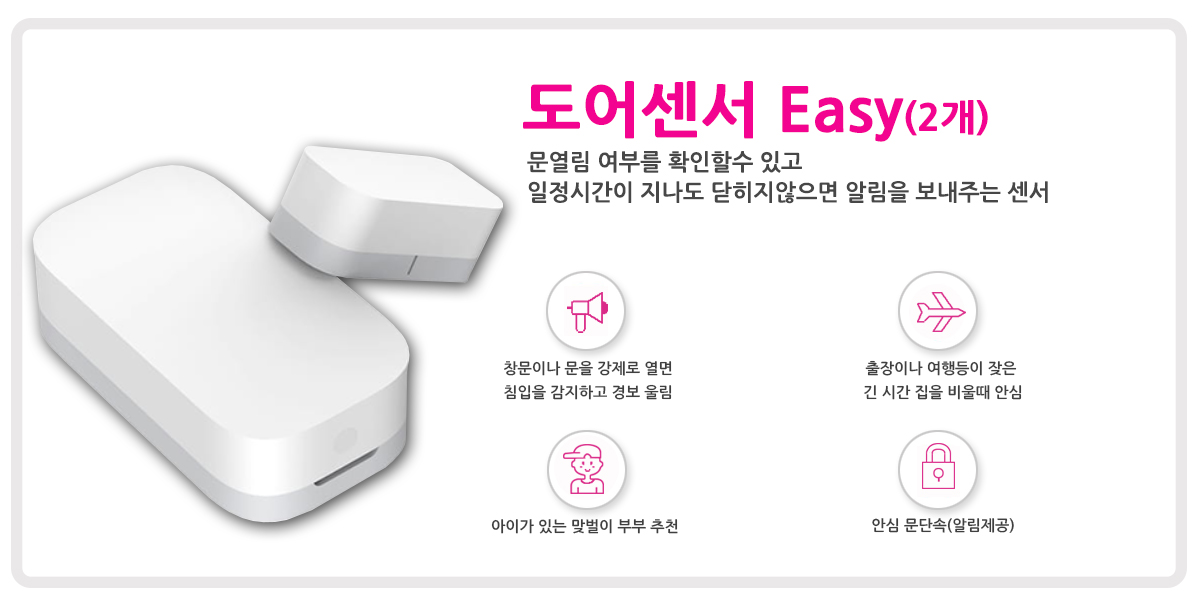 도어센서 Easy(2개)
문열림 여부를 확인할수 있고
일정시간이 지나도 닫히지않으면 알림을 보내주는 센서
창문이나 문을 강제로 열면
침입을 감지하고 경보 울림
출장이나 여행등이 잦은
긴 시간 집을 비울때 안심
아이가 있는 맞벌이 부부 추천
안심 문단속(알림제공)